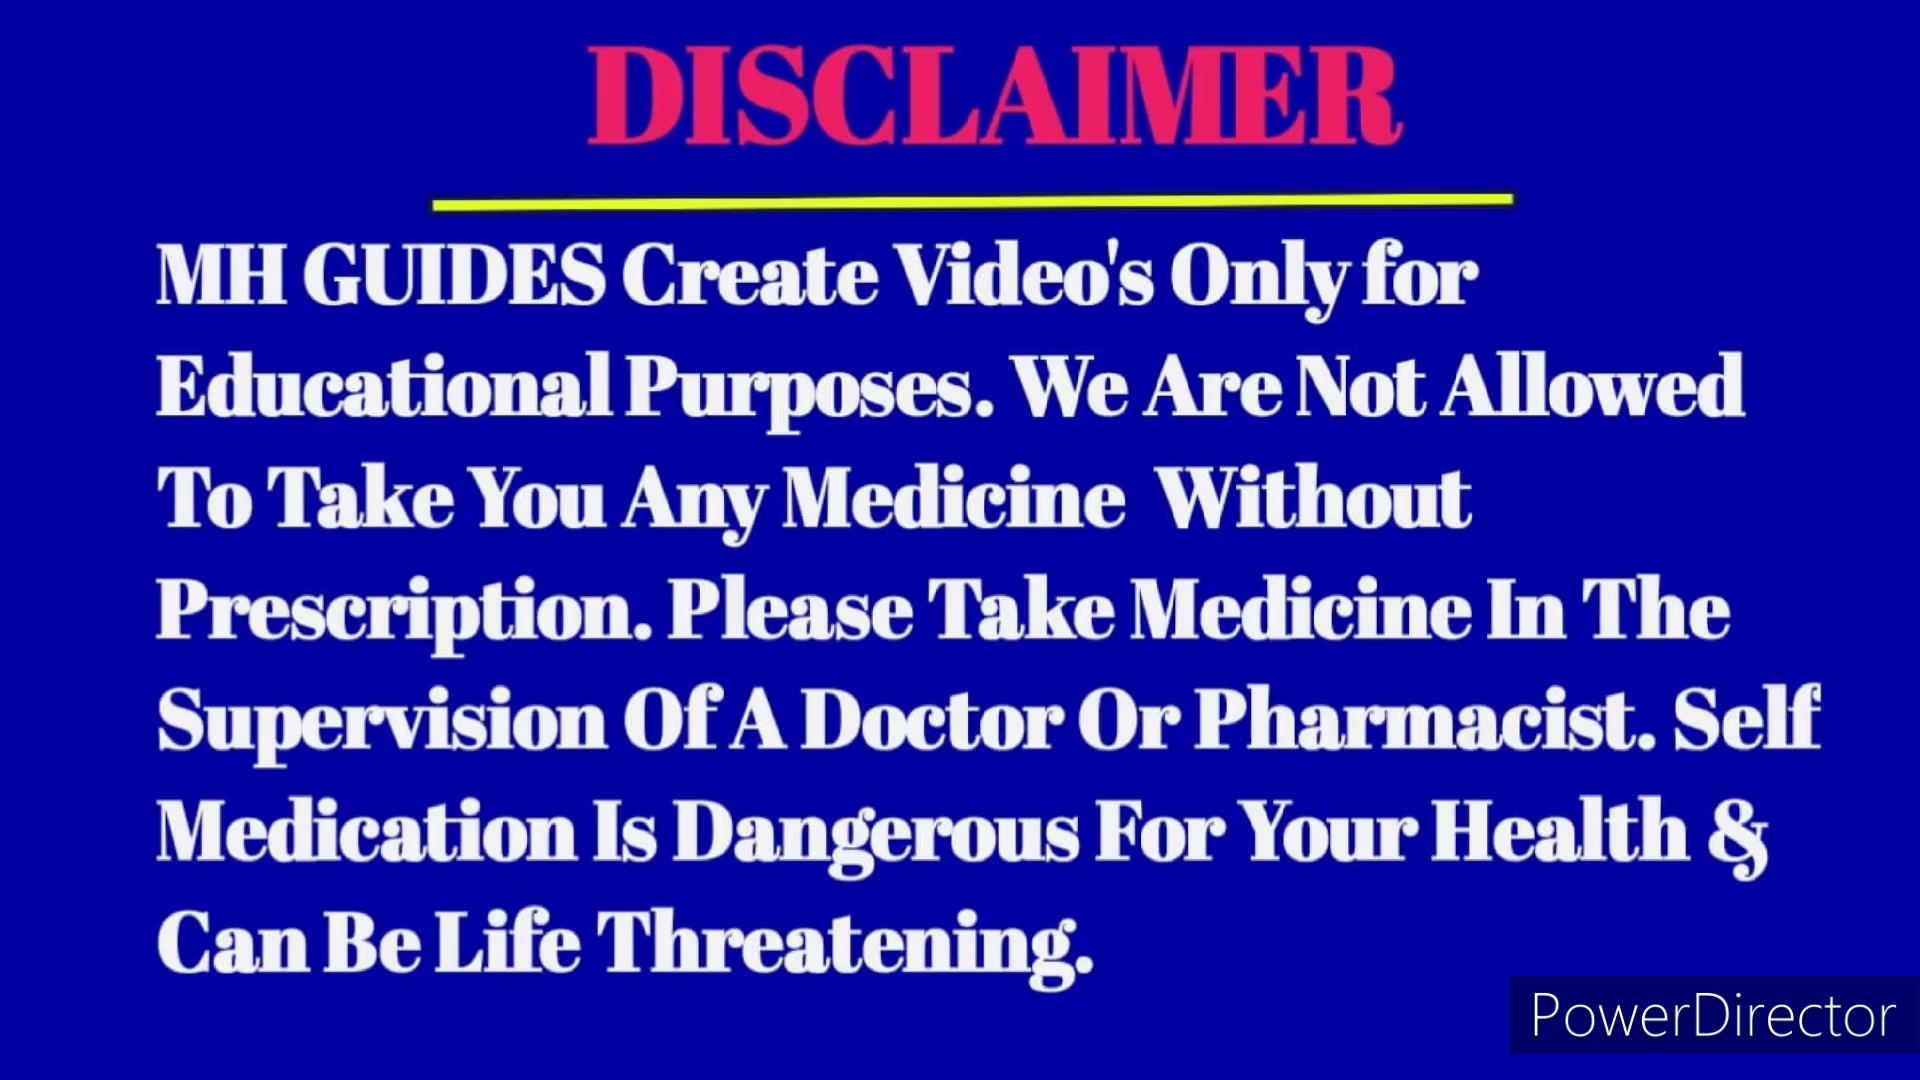 DISCLAIMER
MH GUIDES Create Video's Only for
Educational Purposes. We Are Not Allowed
To Take You Any Medicine Without
Prescription. Please Take Medicine In The
Supervision Of A Doctor Or Pharmacist. Self
Medication Is Dangerous For Your Health &
Can Be Life Threatening.
PowerDirector